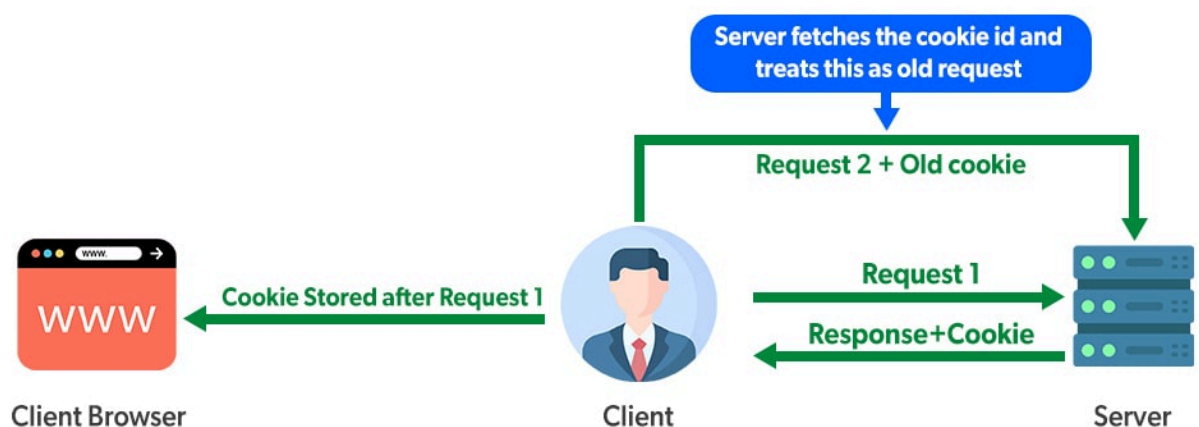 Server fetches the cookie id and
treats this as old request
Request 2 + Old cookie
www.
WWW
Cookie Stored after Request 1
Request 1
Response+Cookie
Client Browser
Client
Server